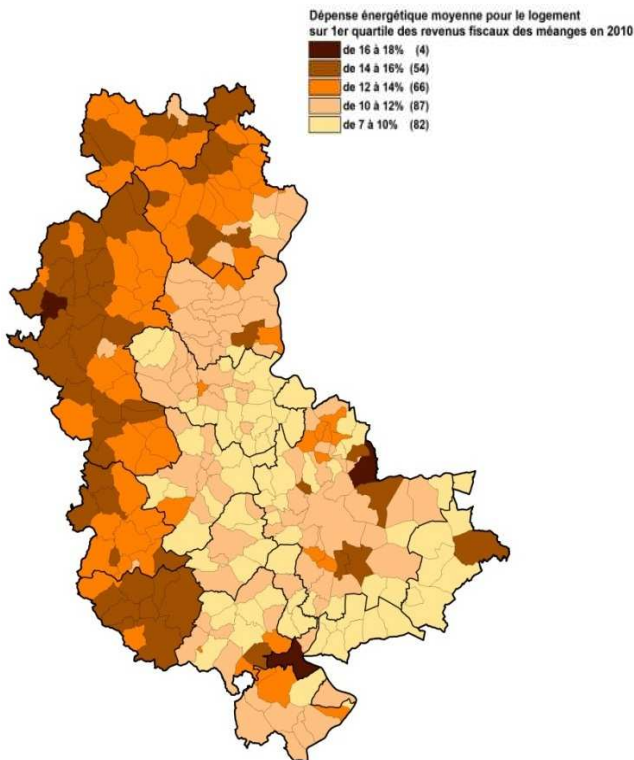 Dépense énergétique moyenne pour le logement
sur 1er quartile des revenus fiscaux des méanges en 2010
de 16 à 18% (4)
de 14 à 16% (54)
de 12 à 14% (66)
de 10 à 12% (87)
de 7 à 10% (82)